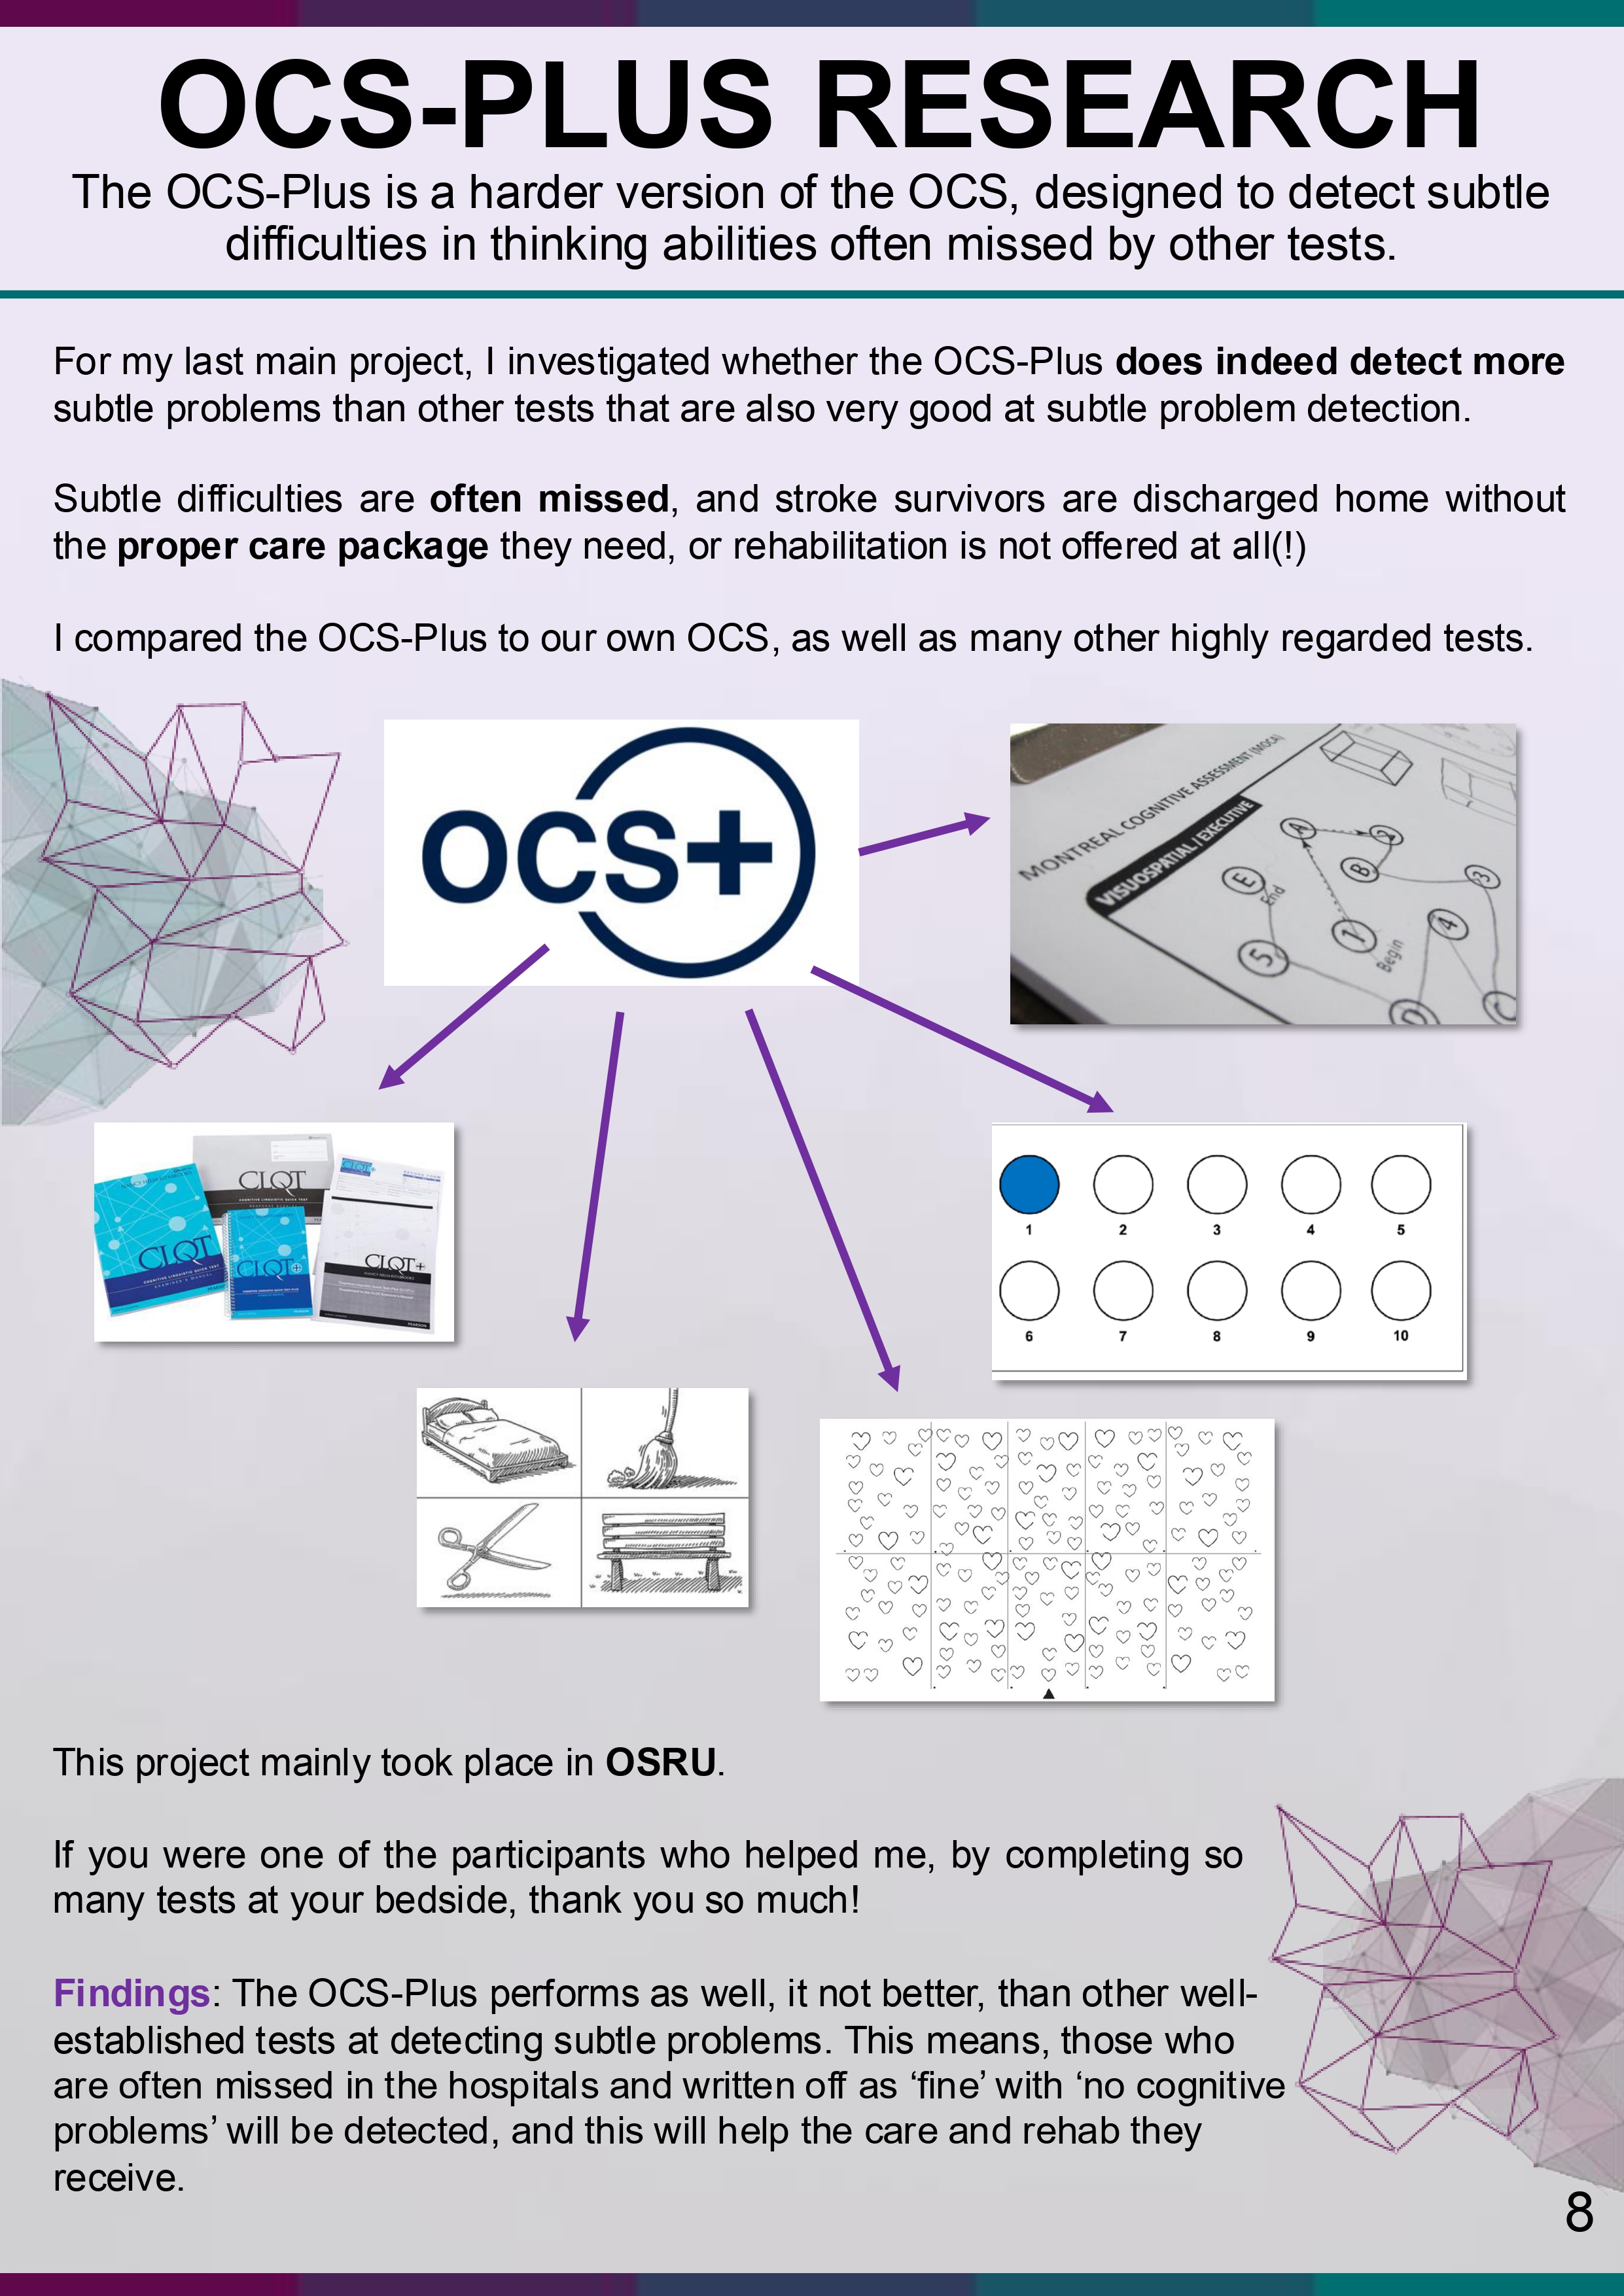 OCS-PLUS RESEARCH
The OCS-Plus is a harder version of the OCS, designed to detect subtle
difficulties in thinking abilities often missed by other tests.
For my last main project, I investigated whether the OCS-Plus does indeed detect more
subtle problems than other tests that are also very good at subtle problem detection.
Subtle difficulties are often missed, and stroke survivors are discharged home without
the proper care package they need, or rehabilitation is not offered at all(!)
I compared the OCS-Plus to our own OCS, as well as many other highly regarded tests.
OCS+
MONTREAL COGNITIVE ASSESSMENT (MOCA)
VISUOSPATIAL / EXECUTIVE
A
2
B
3
E
End
1
Begin
4
5
D
C
CLQT
COGNITIVE LINGUISTIC QUICK TEST
CLQT
COGNITIVE LINGUISTIC QUICK TEST
CLQT+
CLQT+
CLQT+
PEARSON
1 2 3 4 5
6 7 8 9 10
This project mainly took place in OSRU.
If you were one of the participants who helped me, by completing so
many tests at your bedside, thank you so much!
Findings: The OCS-Plus performs as well, it not better, than other well-
established tests at detecting subtle problems. This means, those who
are often missed in the hospitals and written off as ‘fine’ with ‘no cognitive
problems’ will be detected, and this will help the care and rehab they
receive.
8